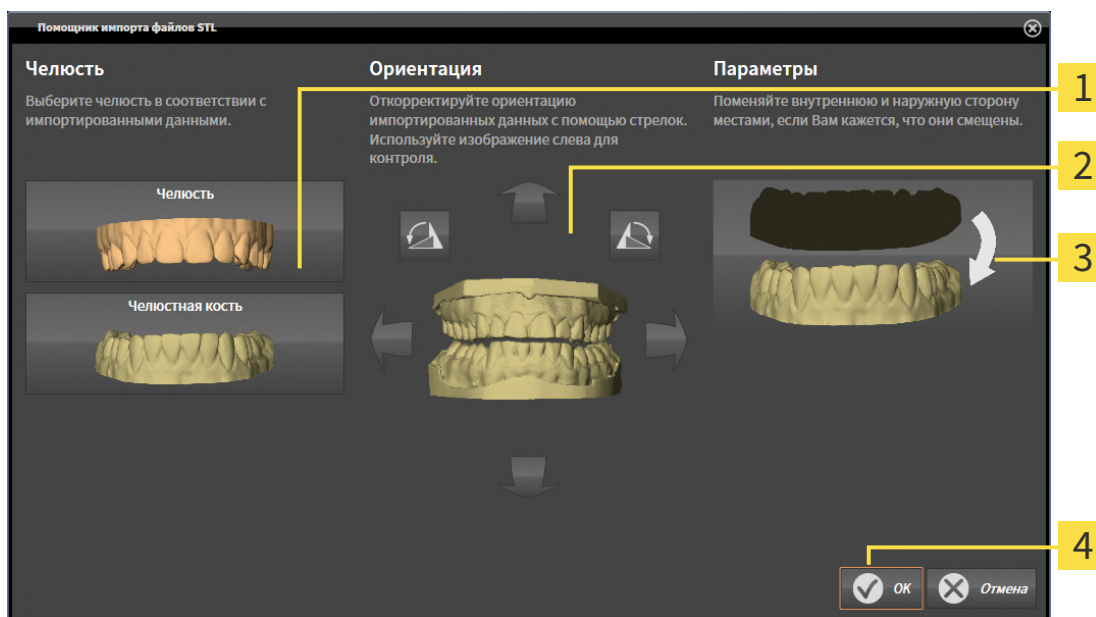 Помощник импорта файлов STL
Челюсть
Выберите челюсть в соответствии с
импортированными данными.
Челюсть
Челюстная кость
Ориентация
Откорректируйте ориентацию
импортированных данных с помощью стрелок.
Используйте изображение слева для
контроля.
Параметры
Поменяйте внутреннюю и наружную сторону
местами, если Вам кажется, что они смещены.
1
2
3
4
OK
Отмена